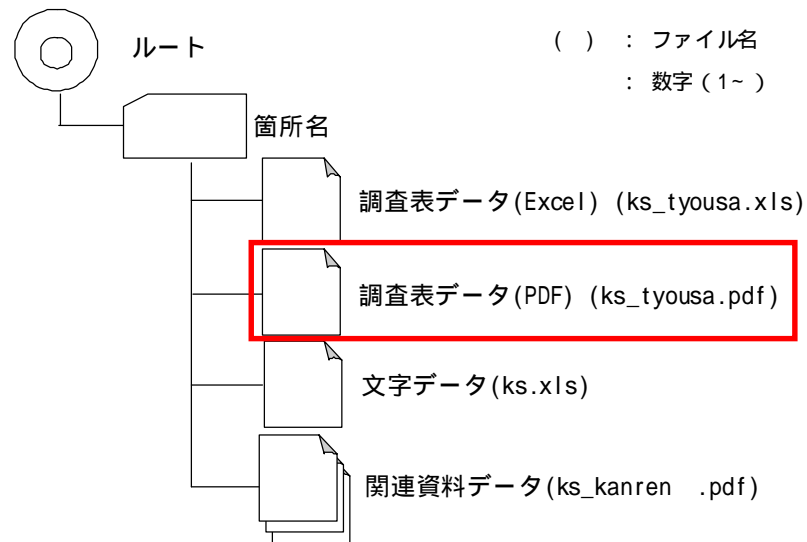 ルート
( ) : ファイル名
: 数字(1~)
箇所名
調査表データ(Excel) (ks_tyousa.xls)
調査表データ(PDF) (ks_tyousa.pdf)
文字データ(ks.xls)
関連資料データ(ks_kanren .pdf)